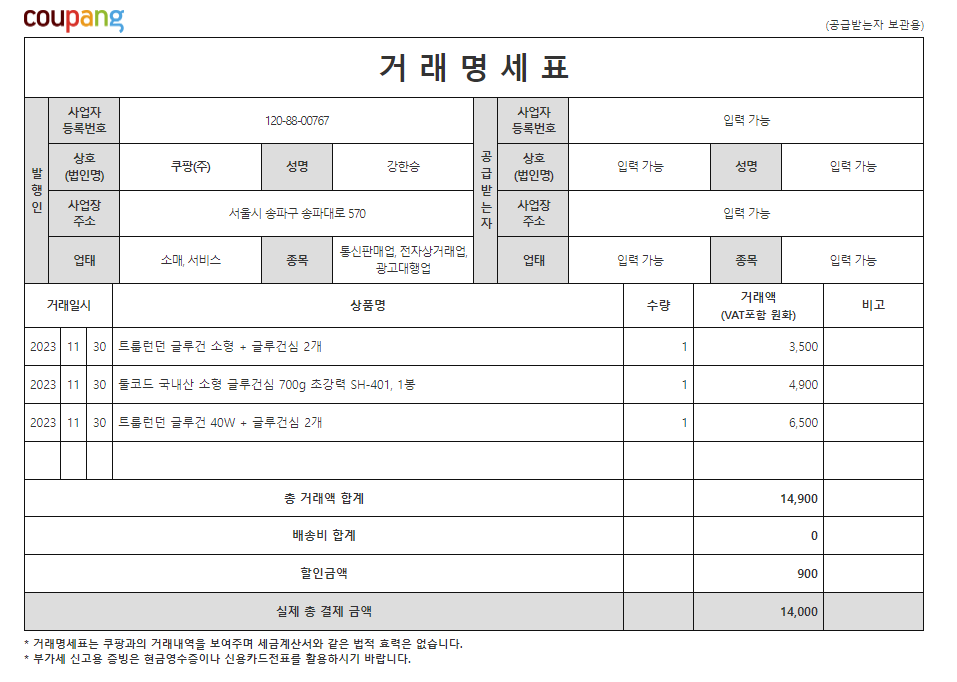 coupang
(공급받는자 보관용)
거 래 명 세 표
발행인
사업자 등록번호 120-88-00767
상호 (법인명) 쿠팡(주) 성명 강한승
사업장 주소 서울시 송파구 송파대로 570
업태 소매, 서비스 종목 통신판매업, 전자상거래업, 광고대행업
공급받는자
사업자 등록번호 입력 가능
상호 (법인명) 입력 가능 성명 입력 가능
사업장 주소 입력 가능
업태 입력 가능 종목 입력 가능
거래일시 상품명 수량 거래액 (VAT포함 원화) 비고
2023 11 30 트룸런던 글루건 소형 + 글루건심 2개 1 3,500
2023 11 30 툴코드 국내산 소형 글루건심 700g 초강력 SH-401, 1봉 1 4,900
2023 11 30 트룸런던 글루건 40W + 글루건심 2개 1 6,500
총 거래액 합계 14,900
배송비 합계 0
할인금액 900
실제 총 결제 금액 14,000
* 거래명세표는 쿠팡과의 거래내역을 보여주며 세금계산서와 같은 법적 효력은 없습니다.
* 부가세 신고용 증빙은 현금영수증이나 신용카드전표를 활용하시기 바랍니다.